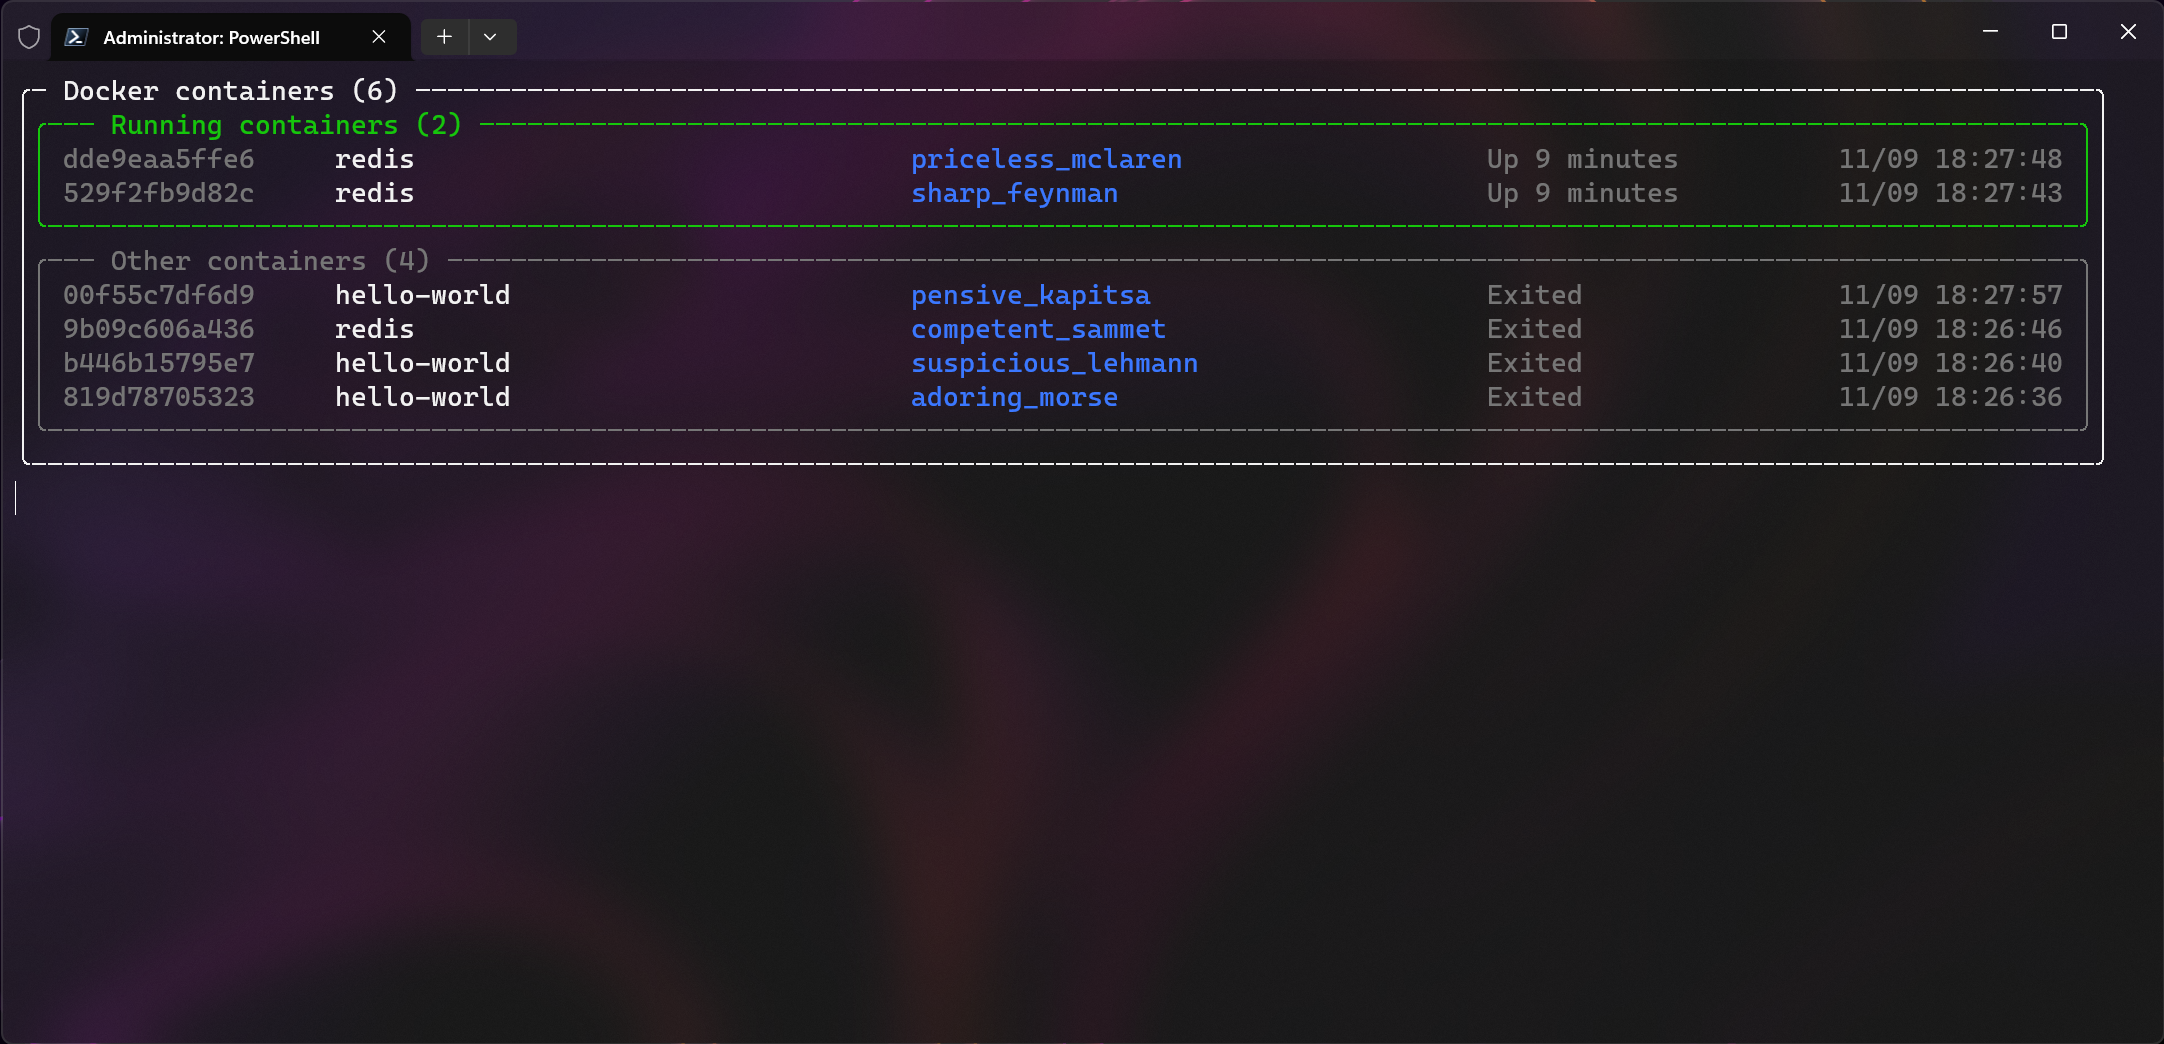 Administrator: PowerShell
Docker containers (6)
Running containers (2)
dde9eaa5ffe6 redis priceless_mclaren Up 9 minutes 11/09 18:27:48
529f2fb9d82c redis sharp_feynman Up 9 minutes 11/09 18:27:43
Other containers (4)
00f55c7df6d9 hello-world pensive_kapitsa Exited 11/09 18:27:57
9b09c606a436 redis competent_sammet Exited 11/09 18:26:46
b446b15795e7 hello-world suspicious_lehmann Exited 11/09 18:26:40
819d78705323 hello-world adoring_morse Exited 11/09 18:26:36